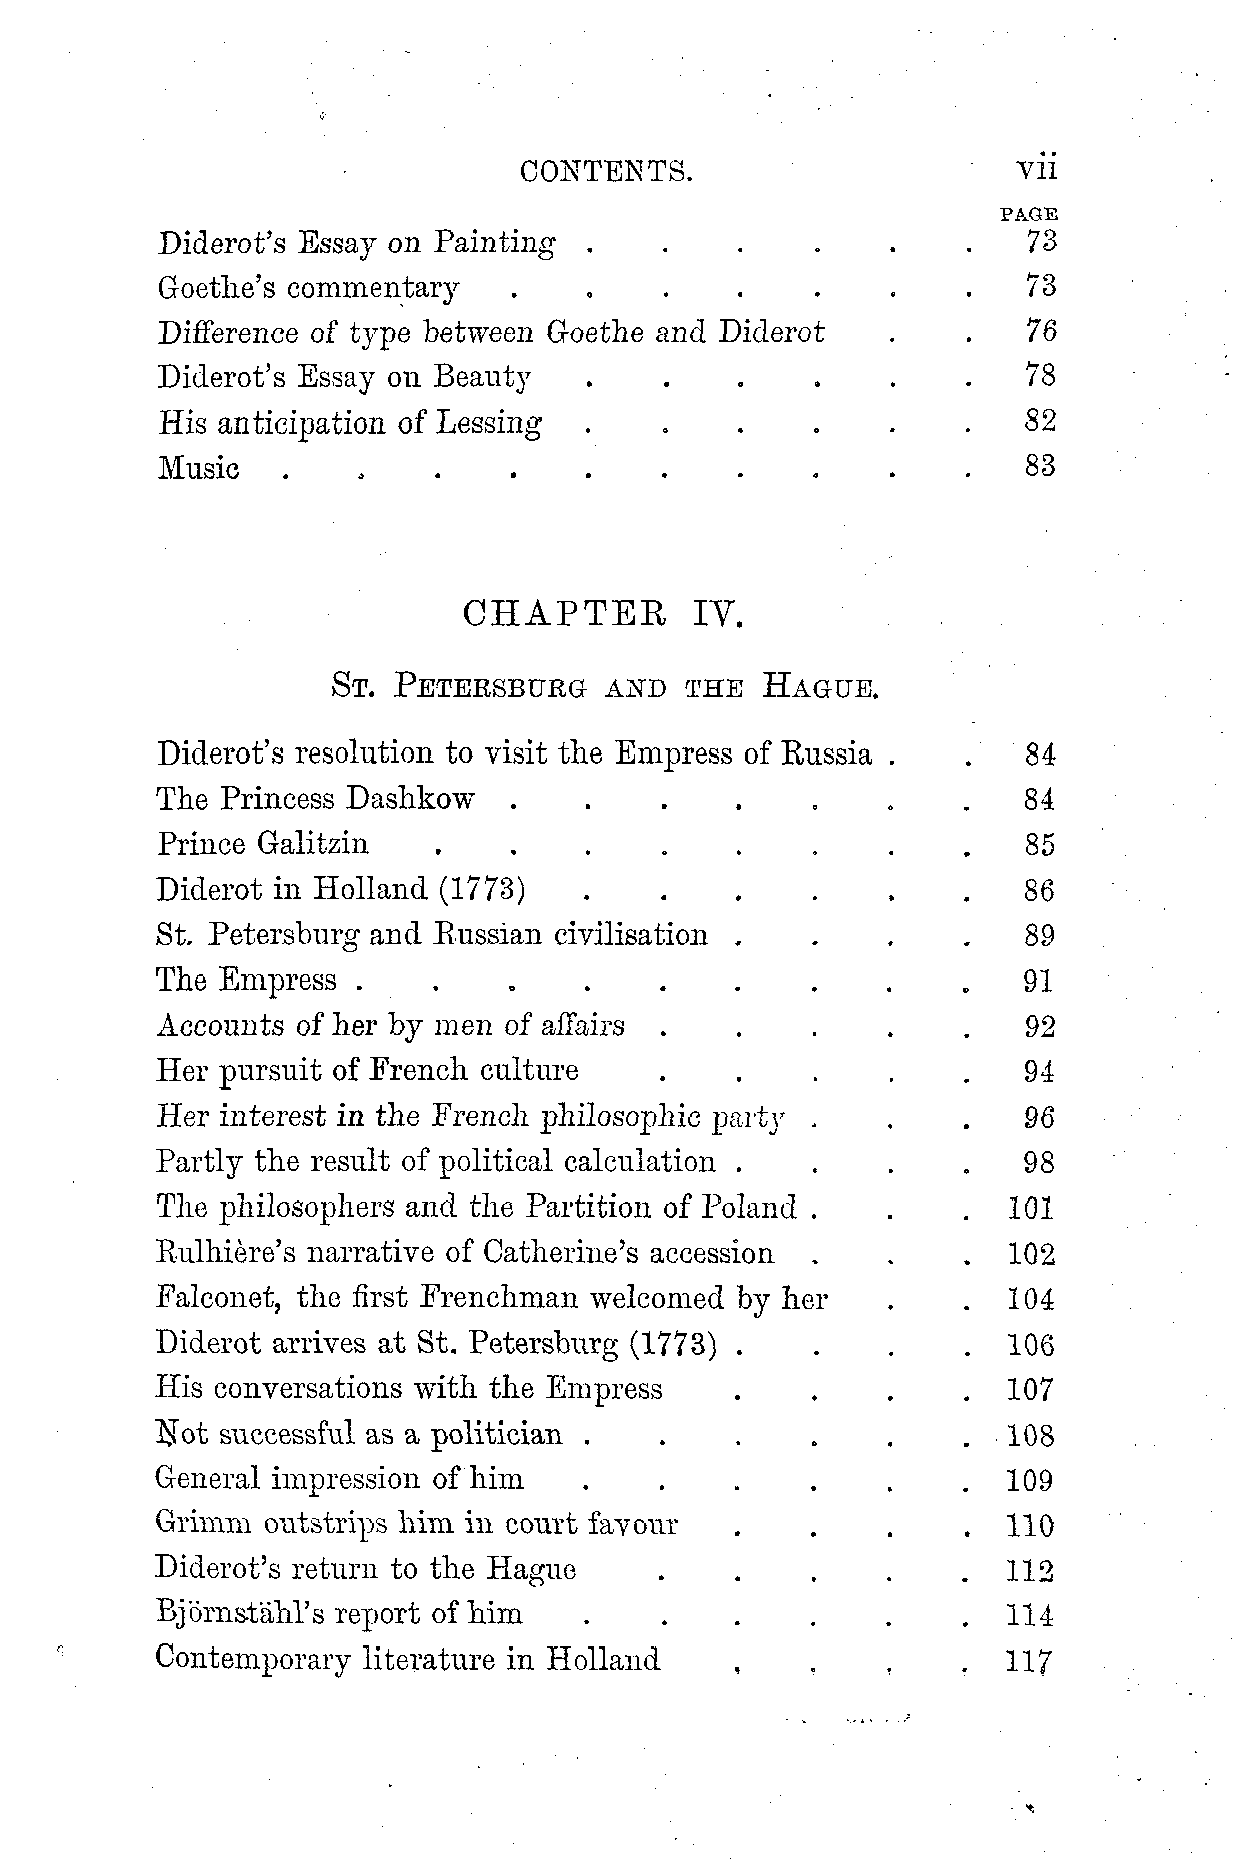 CONTENTS. vii
PAGE
Diderot's Essay on Painting . . . . . . 73
Goethe's commentary . . . . . . . 73
Difference of type between Goethe and Diderot . . 76
Diderot's Essay on Beauty . . . . . . 78
His anticipation of Lessing . . . . . . 82
Music . . . . . . . . . . 83
CHAPTER IV.
St. Petersburg and the Hague.
Diderot's resolution to visit the Empress of Russia . . 84
The Princess Dashkow . . . . . . . 84
Prince Galitzin . . . . . . . . 85
Diderot in Holland (1773) . . . . . . 86
St. Petersburg and Russian civilisation . . . . 89
The Empress . . . . . . . . . 91
Accounts of her by men of affairs . . . . . 92
Her pursuit of French culture . . . . . 94
Her interest in the French philosophic party . . . 96
Partly the result of political calculation . . . . 98
The philosophers and the Partition of Poland . . . 101
Rulhière's narrative of Catherine's accession . . . 102
Falconet, the first Frenchman welcomed by her . . 104
Diderot arrives at St. Petersburg (1773) . . . . 106
His conversations with the Empress . . . . 107
Not successful as a politician . . . . . . 108
General impression of him . . . . . . 109
Grimm outstrips him in court favour . . . . 110
Diderot's return to the Hague . . . . . 112
Björnstähl's report of him . . . . . . 114
Contemporary literature in Holland . . . . 117